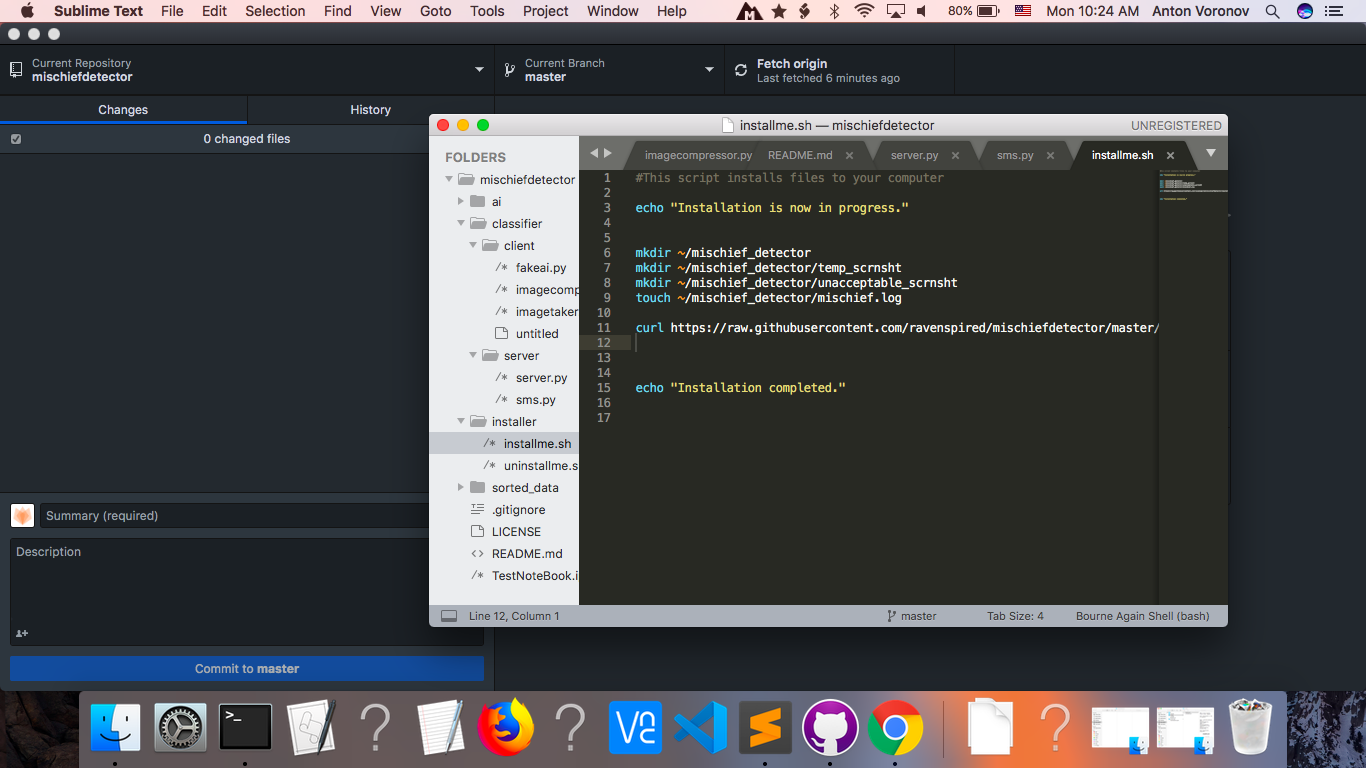 Sublime Text File Edit Selection Find View Goto Tools Project Window Help 80% Mon 10:24 AM Anton Voronov
Current Repository
mischiefdetector
Current Branch
master
Fetch origin
Last fetched 6 minutes ago
Changes History
0 changed files
Summary (required)
Description
Commit to master
installme.sh — mischiefdetector UNREGISTERED
FOLDERS
mischiefdetector
ai
classifier
client
fakeai.py
imagecomp
imagetaker
untitled
server
server.py
sms.py
installer
installme.sh
uninstallme.s
sorted_data
.gitignore
LICENSE
README.md
TestNoteBook.i
imagecompressor.py README.md server.py sms.py installme.sh
1 #This script installs files to your computer
2
3 echo "Installation is now in progress."
4
5
6 mkdir ~/mischief_detector
7 mkdir ~/mischief_detector/temp_scrnsht
8 mkdir ~/mischief_detector/unacceptable_scrnsht
9 touch ~/mischief_detector/mischief.log
10
11 curl https://raw.githubusercontent.com/ravenspired/mischiefdetector/master/
12
13
14
15 echo "Installation completed."
16
17
Line 12, Column 1 master Tab Size: 4 Bourne Again Shell (bash)